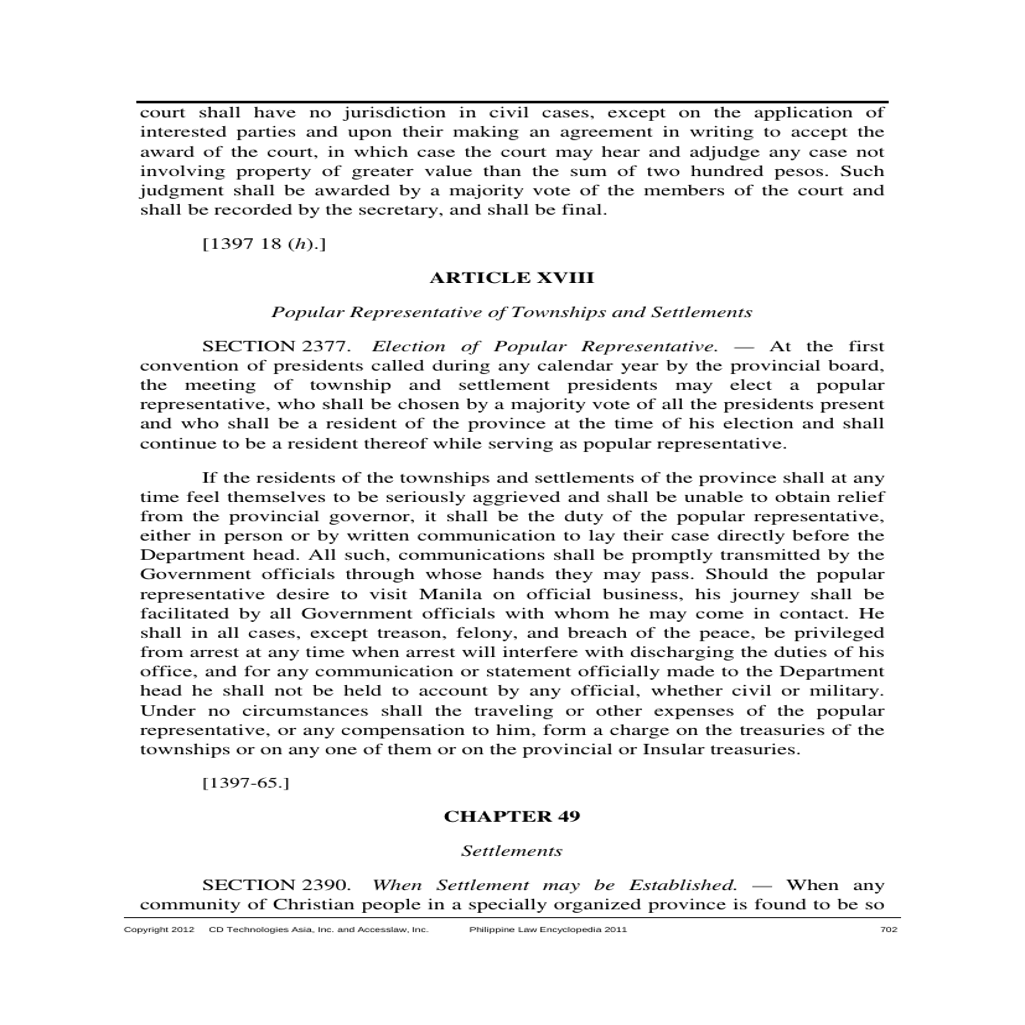 court shall have no jurisdiction in civil cases, except on the application of
interested parties and upon their making an agreement in writing to accept the
award of the court, in which case the court may hear and adjudge any case not
involving property of greater value than the sum of two hundred pesos. Such
judgment shall be awarded by a majority vote of the members of the court and
shall be recorded by the secretary, and shall be final.
[1397 18 (h).]
ARTICLE XVIII
Popular Representative of Townships and Settlements
SECTION 2377. Election of Popular Representative. — At the first
convention of presidents called during any calendar year by the provincial board,
the meeting of township and settlement presidents may elect a popular
representative, who shall be chosen by a majority vote of all the presidents present
and who shall be a resident of the province at the time of his election and shall
continue to be a resident thereof while serving as popular representative.
If the residents of the townships and settlements of the province shall at any
time feel themselves to be seriously aggrieved and shall be unable to obtain relief
from the provincial governor, it shall be the duty of the popular representative,
either in person or by written communication to lay their case directly before the
Department head. All such, communications shall be promptly transmitted by the
Government officials through whose hands they may pass. Should the popular
representative desire to visit Manila on official business, his journey shall be
facilitated by all Government officials with whom he may come in contact. He
shall in all cases, except treason, felony, and breach of the peace, be privileged
from arrest at any time when arrest will interfere with discharging the duties of his
office, and for any communication or statement officially made to the Department
head he shall not be held to account by any official, whether civil or military.
Under no circumstances shall the traveling or other expenses of the popular
representative, or any compensation to him, form a charge on the treasuries of the
townships or on any one of them or on the provincial or Insular treasuries.
[1397-65.]
CHAPTER 49
Settlements
SECTION 2390. When Settlement may be Established. — When any
community of Christian people in a specially organized province is found to be so
Copyright 2012 CD Technologies Asia, Inc. and Accesslaw, Inc. Philippine Law Encyclopedia 2011 702